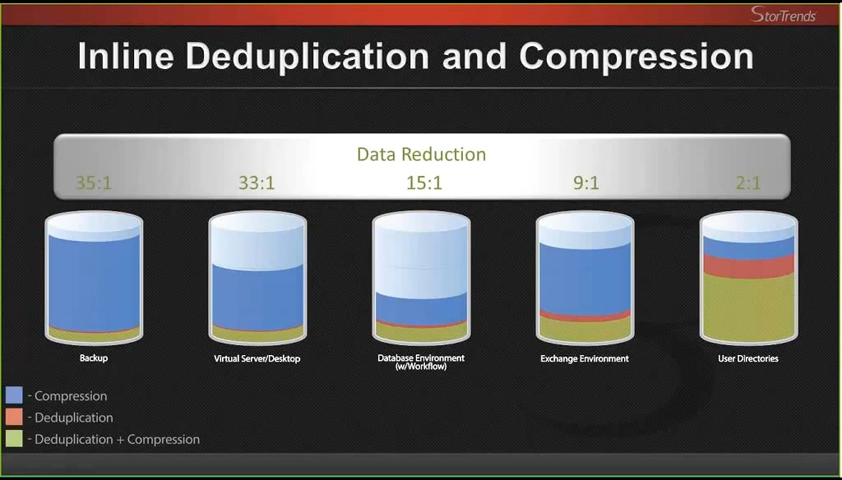 StorTrends
Inline Deduplication and Compression
Data Reduction
35:1 33:1 15:1 9:1 2:1
Backup
Virtual Server/Desktop
Database Environment
(w/Workflow)
Exchange Environment
User Directories
- Compression
- Deduplication
- Deduplication + Compression